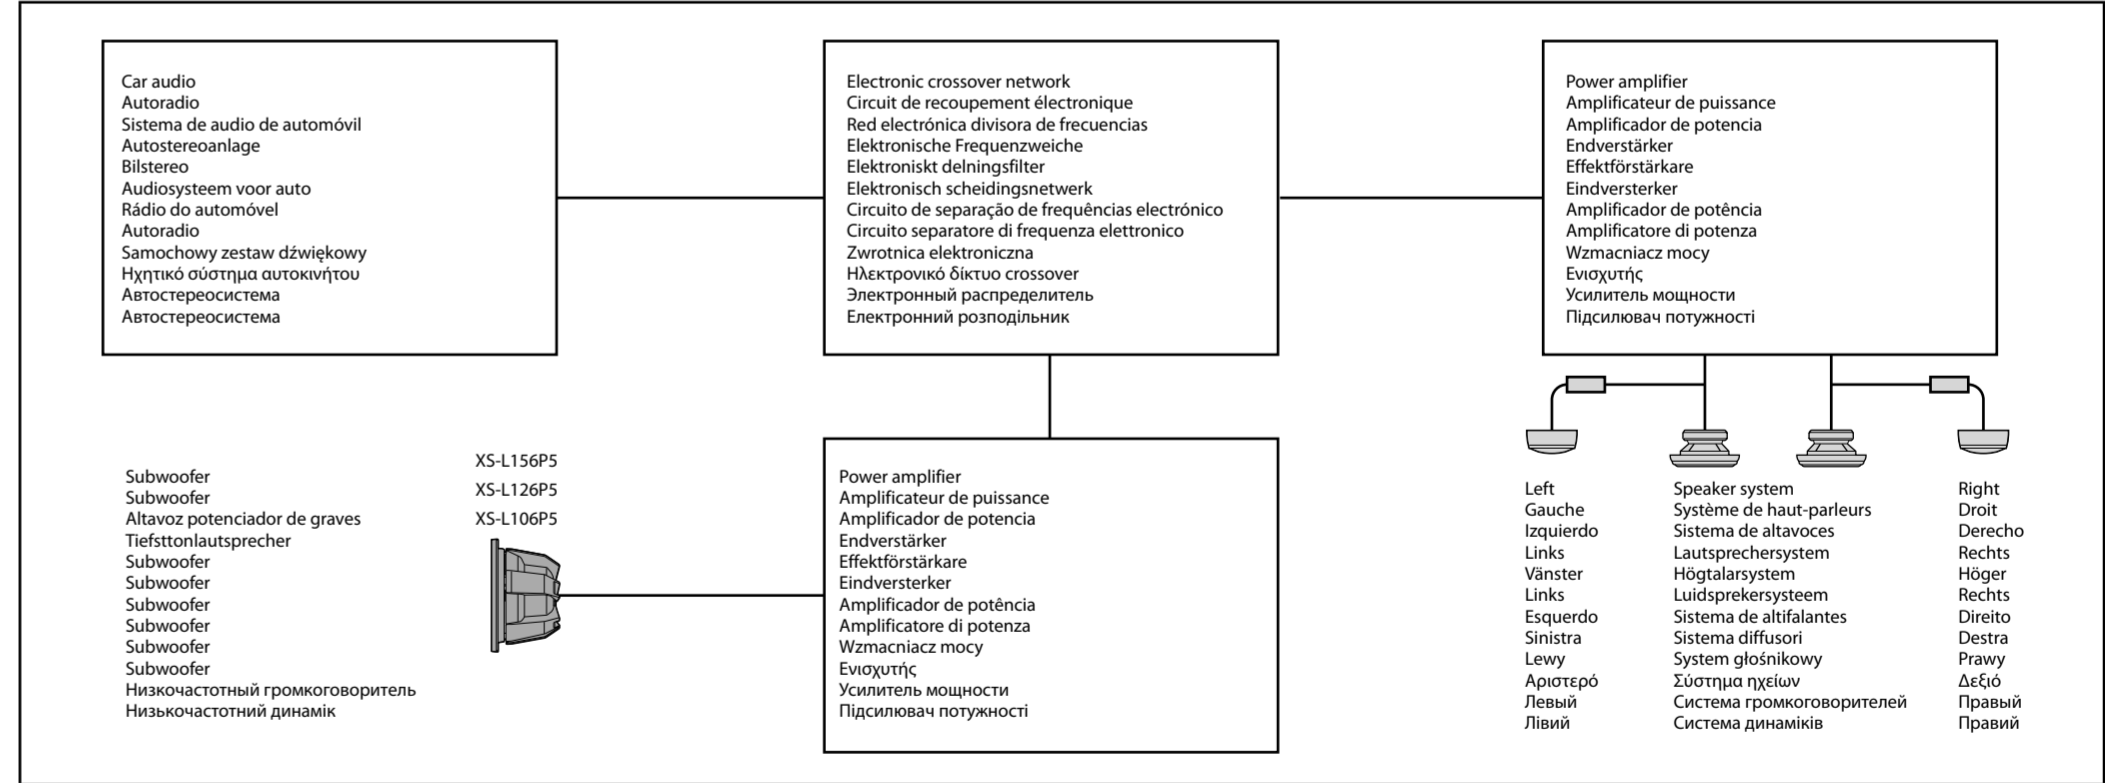 Car audio
Autoradio
Sistema de audio de automóvil
Autostereoanlage
Bilstereo
Audiosysteem voor auto
Rádio do automóvel
Autoradio
Samochowy zestaw dźwiękowy
Ηχητικό σύστημα αυτοκινήτου
Автостереосистема
Автостереосистема
Electronic crossover network
Circuit de recoupement électronique
Red electrónica divisora de frecuencias
Elektronische Frequenzweiche
Elektroniskt delningsfilter
Elektronisch scheidingsnetwerk
Circuito de separação de frequências electrónico
Circuito separatore di frequenza elettronico
Zwrotnica elektroniczna
Ηλεκτρονικό δίκτυο crossover
Электронный распределитель
Електронний розподільник
Power amplifier
Amplificateur de puissance
Amplificador de potencia
Endverstärker
Effektförstärkare
Eindversterker
Amplificador de potência
Amplificatore di potenza
Wzmacniacz mocy
Ενισχυτής
Усилитель мощности
Підсилювач потужності
Subwoofer
Subwoofer
Altavoz potenciador de graves
Tiefsttonlautsprecher
Subwoofer
Subwoofer
Subwoofer
Subwoofer
Subwoofer
Subwoofer
Низкочастотный громкоговоритель
Низькочастотний динамік
XS-L156P5
XS-L126P5
XS-L106P5
Power amplifier
Amplificateur de puissance
Amplificador de potencia
Endverstärker
Effektförstärkare
Eindversterker
Amplificador de potência
Amplificatore di potenza
Wzmacniacz mocy
Ενισχυτής
Усилитель мощности
Підсилювач потужності
Left
Gauche
Izquierdo
Links
Vänster
Links
Esquerdo
Sinistra
Lewy
Αριστερό
Левый
Лівий
Speaker system
Système de haut-parleurs
Sistema de altavoces
Lautsprechersystem
Högtalarsystem
Luidsprekersysteem
Sistema de altifalantes
Sistema diffusori
System głośnikowy
Σύστημα ηχείων
Система громкоговорителей
Система динаміків
Right
Droit
Derecho
Rechts
Höger
Rechts
Direito
Destra
Prawy
Δεξιό
Правый
Правий